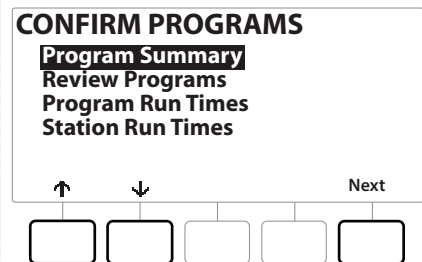 CONFIRM PROGRAMS
Program Summary
Review Programs
Program Run Times
Station Run Times
↑ ↓ Next